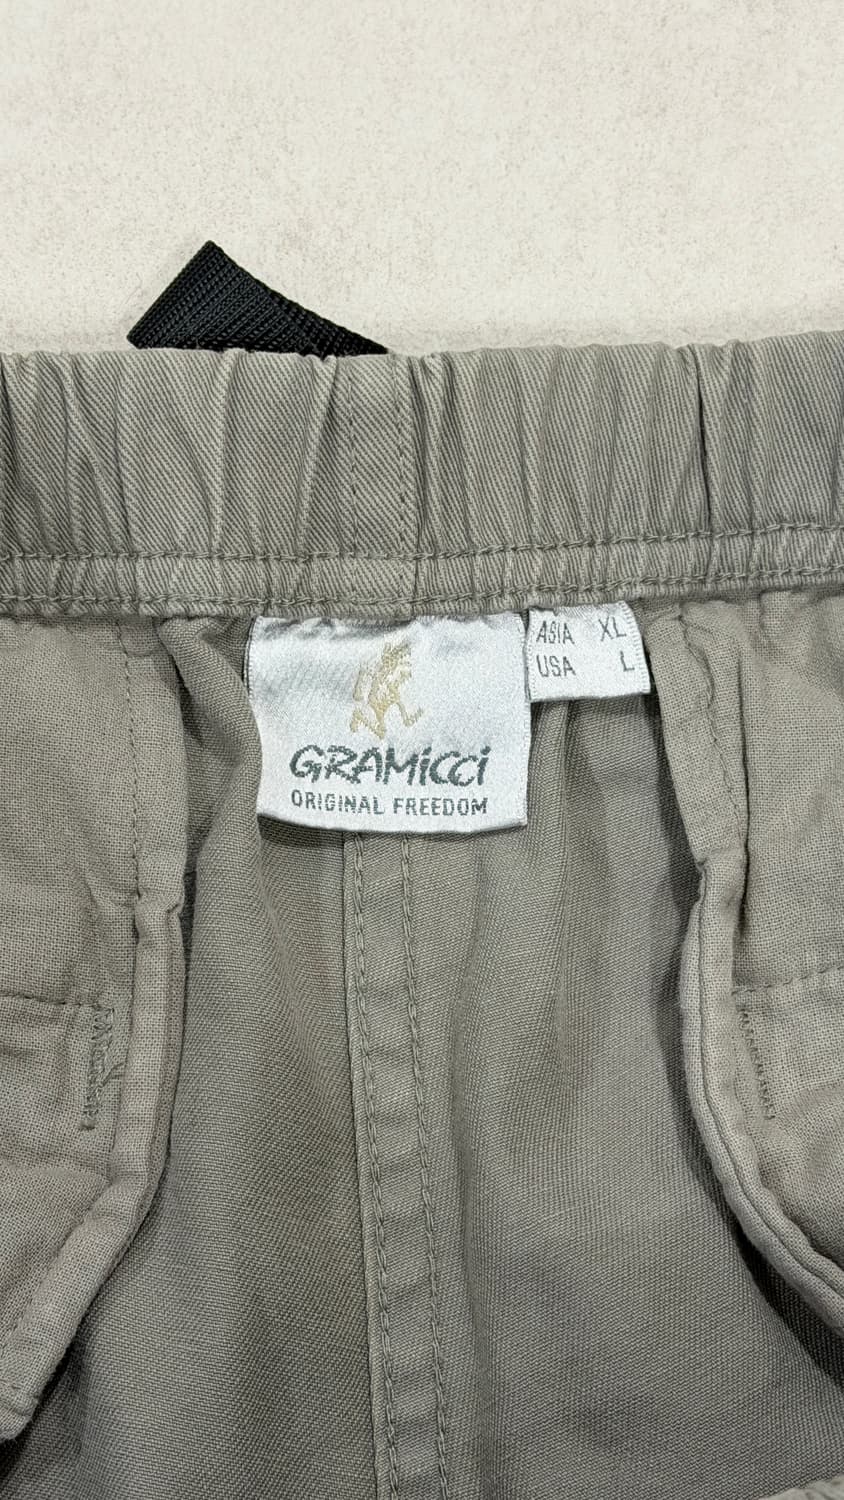 GRAMiCCi
ORIGINAL FREEDOM
ASIA XL
USA L